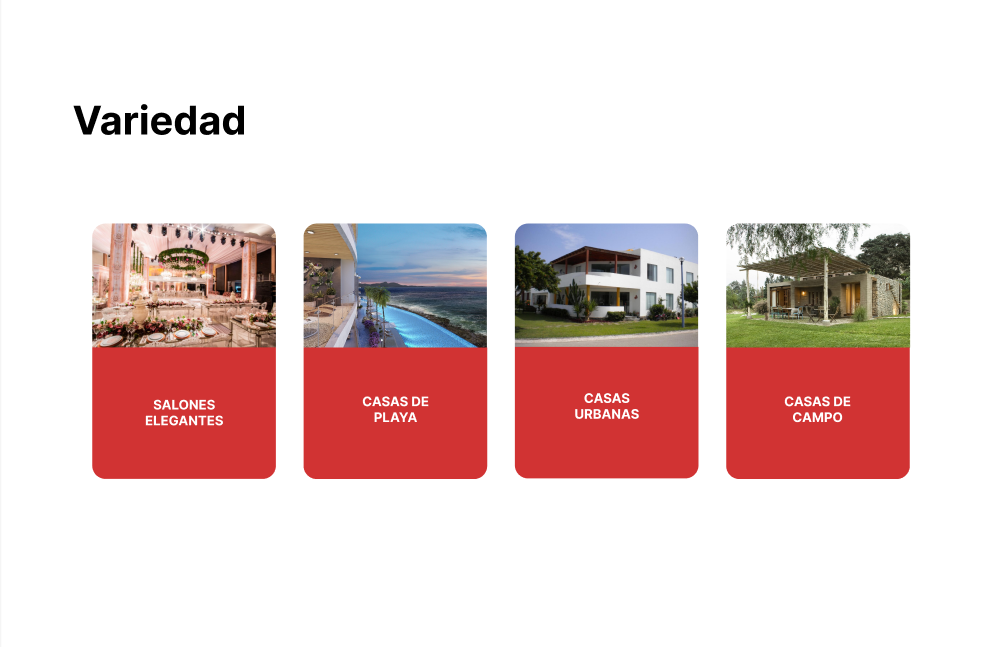 Variedad
SALONES
ELEGANTES
CASAS DE
PLAYA
CASAS
URBANAS
CASAS DE
CAMPO